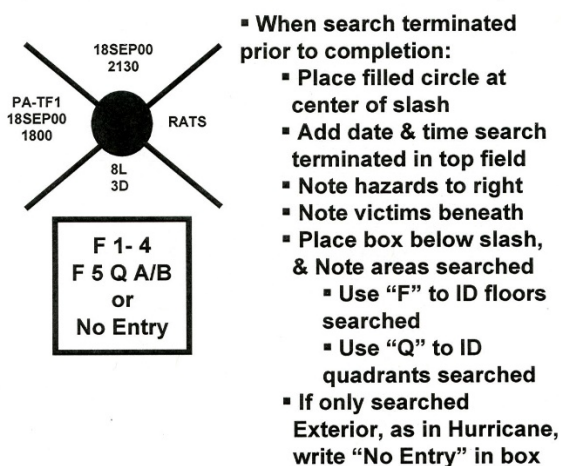 18SEP00
2130
PA-TF1
18SEP00
1800
RATS
8L
3D
F 1- 4
F 5 Q A/B
or
No Entry
▪ When search terminated
prior to completion:
▪ Place filled circle at
center of slash
▪ Add date & time search
terminated in top field
▪ Note hazards to right
▪ Note victims beneath
▪ Place box below slash,
& Note areas searched
▪ Use “F” to ID floors
searched
▪ Use “Q” to ID
quadrants searched
▪ If only searched
Exterior, as in Hurricane,
write “No Entry” in box